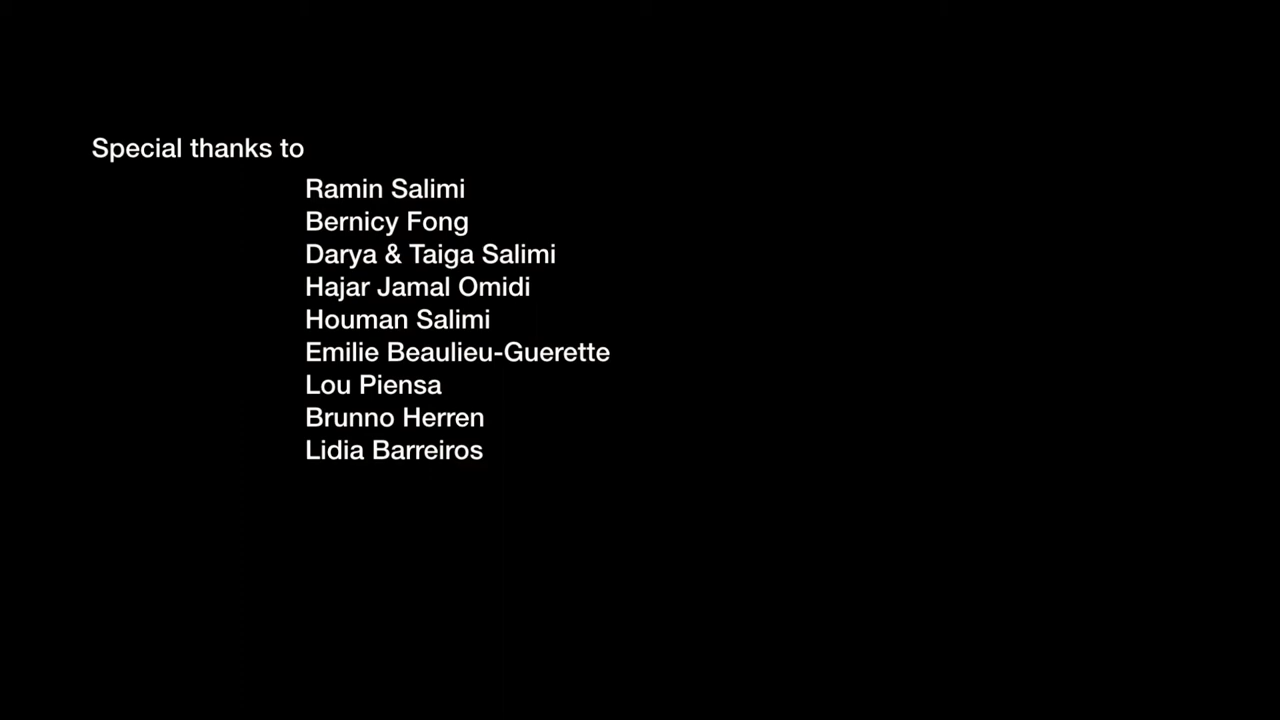 Special thanks to
Ramin Salimi
Bernicy Fong
Darya & Taiga Salimi
Hajar Jamal Omidi
Houman Salimi
Emilie Beaulieu-Guerette
Lou Piensa
Brunno Herren
Lidia Barreiros